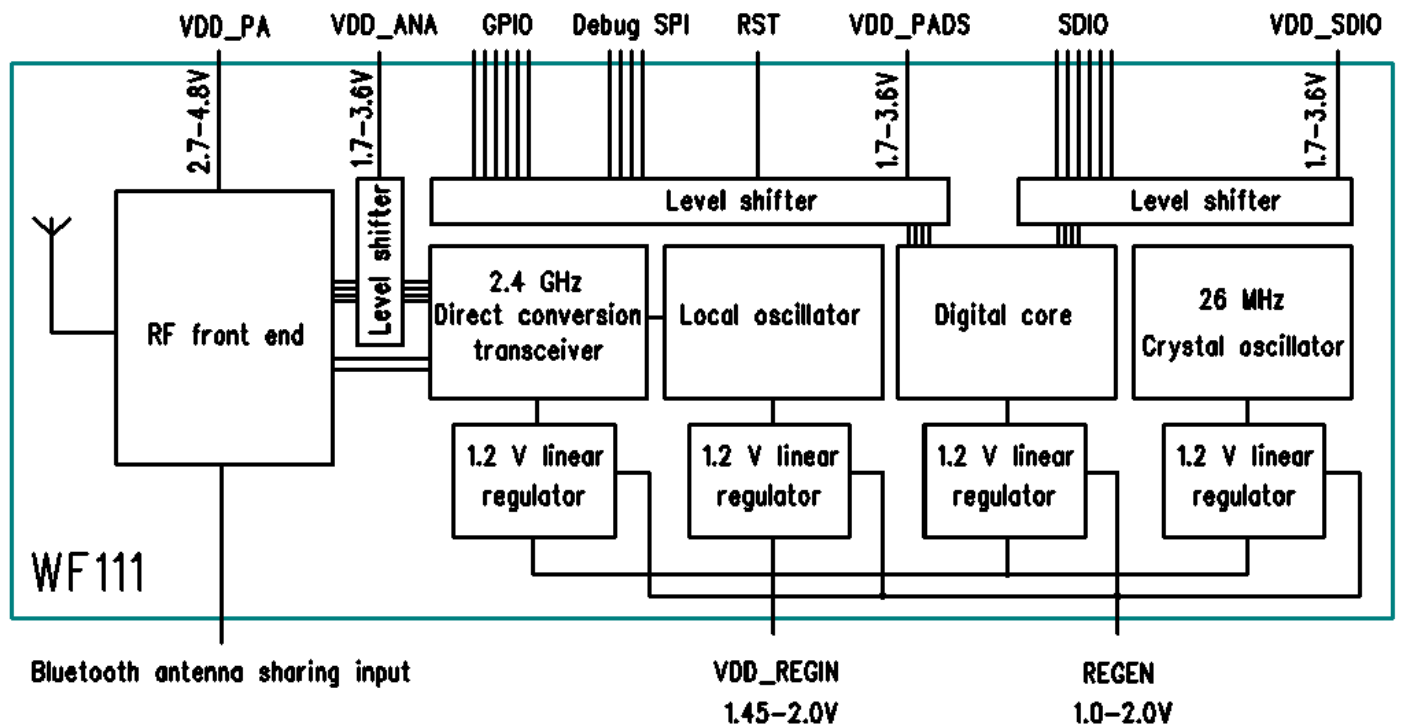 VDD_PA VDD_ANA GPIO Debug SPI RST VDD_PADS SDIO VDD_SDIO
2.7-4.8V
1.7-3.6V
1.7-3.6V
1.7-3.6V
Level shifter
Level shifter
Level shifter
RF front end
2.4 GHz
Direct conversion
transceiver
Local oscillator
Digital core
26 MHz
Crystal oscillator
1.2 V linear
regulator
1.2 V linear
regulator
1.2 V linear
regulator
1.2 V linear
regulator
WF111
Bluetooth antenna sharing input
VDD_REGIN
1.45-2.0V
REGEN
1.0-2.0V